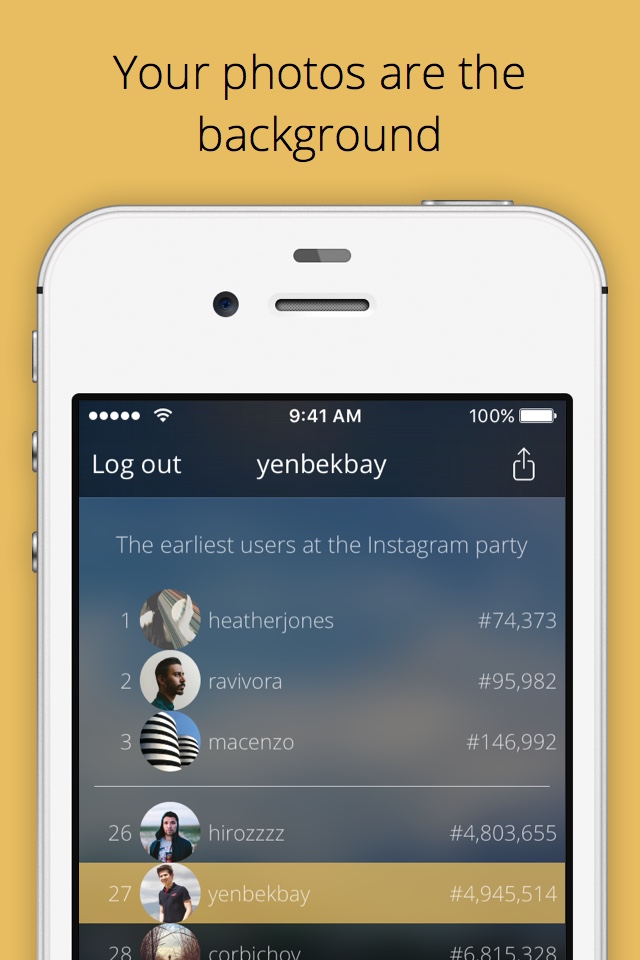 Your photos are the
background
9:41 AM 100%
Log out yenbekbay
The earliest users at the Instagram party
1 heatherjones #74,373
2 ravivora #95,982
3 macenzo #146,992
26 hirozzzz #4,803,655
27 yenbekbay #4,945,514
28 corbichov #6,815,328